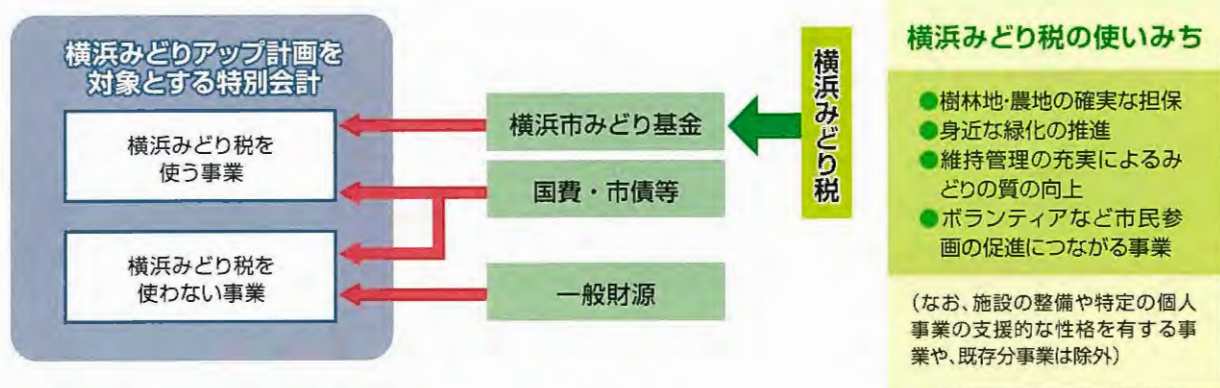 横浜みどりアップ計画を
対象とする特別会計
横浜みどり税を
使う事業
横浜みどり税を
使わない事業
横浜市みどり基金
国費・市債等
一般財源
横浜みどり税
横浜みどり税の使いみち
●樹林地・農地の確実な担保
●身近な緑化の推進
●維持管理の充実によるみ
どりの質の向上
●ボランティアなど市民参
画の促進につながる事業
(なお、施設の整備や特定の個人
事業の支援的な性格を有する事
業や、既存分事業は除外)